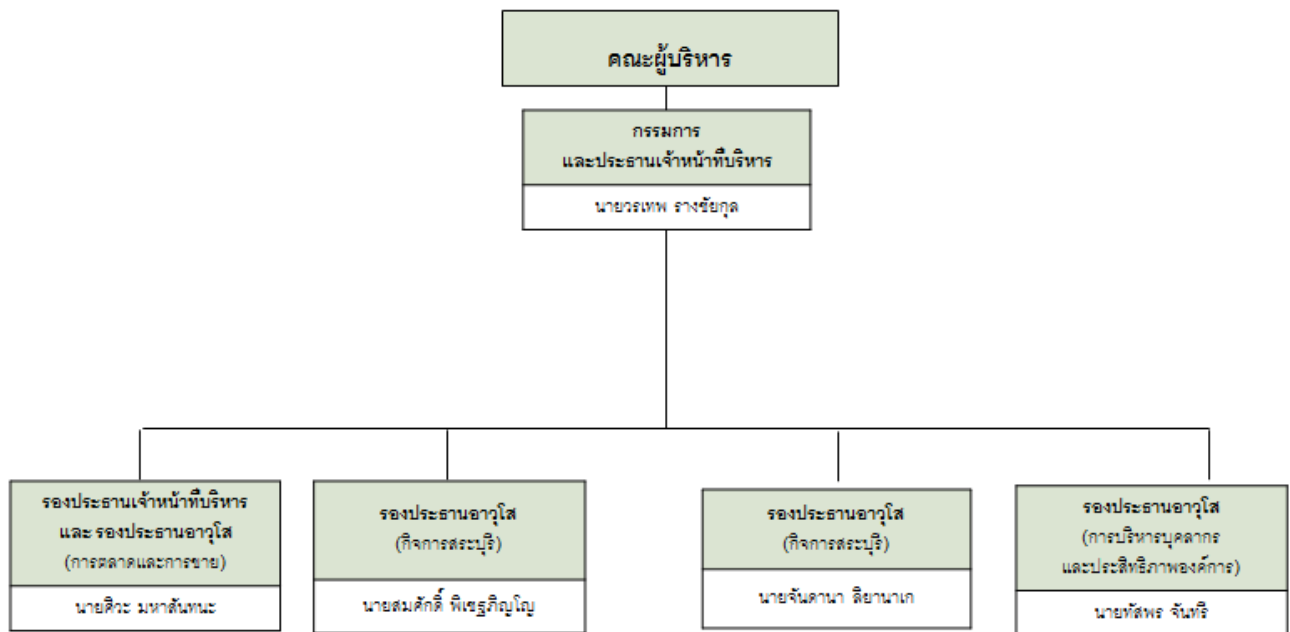 คณะผู้บริหาร
กรรมการ
และประธานเจ้าหน้าที่บริหาร
นายวรเทพ รางชัยกุล
รองประธานเจ้าหน้าที่บริหาร
และ รองประธานอาวุโส
(การตลาดและการขาย)
นายศิวะ มหาสันทนะ
รองประธานอาวุโส
(กิจการสระบุรี)
นายสมศักดิ์ พิเชฐภิญโญ
รองประธานอาวุโส
(กิจการสระบุรี)
นายจันดานา ลิยานาเก
รองประธานอาวุโส
(การบริหารบุคลากร
และประสิทธิภาพองค์การ)
นายทัสพร จันทรี